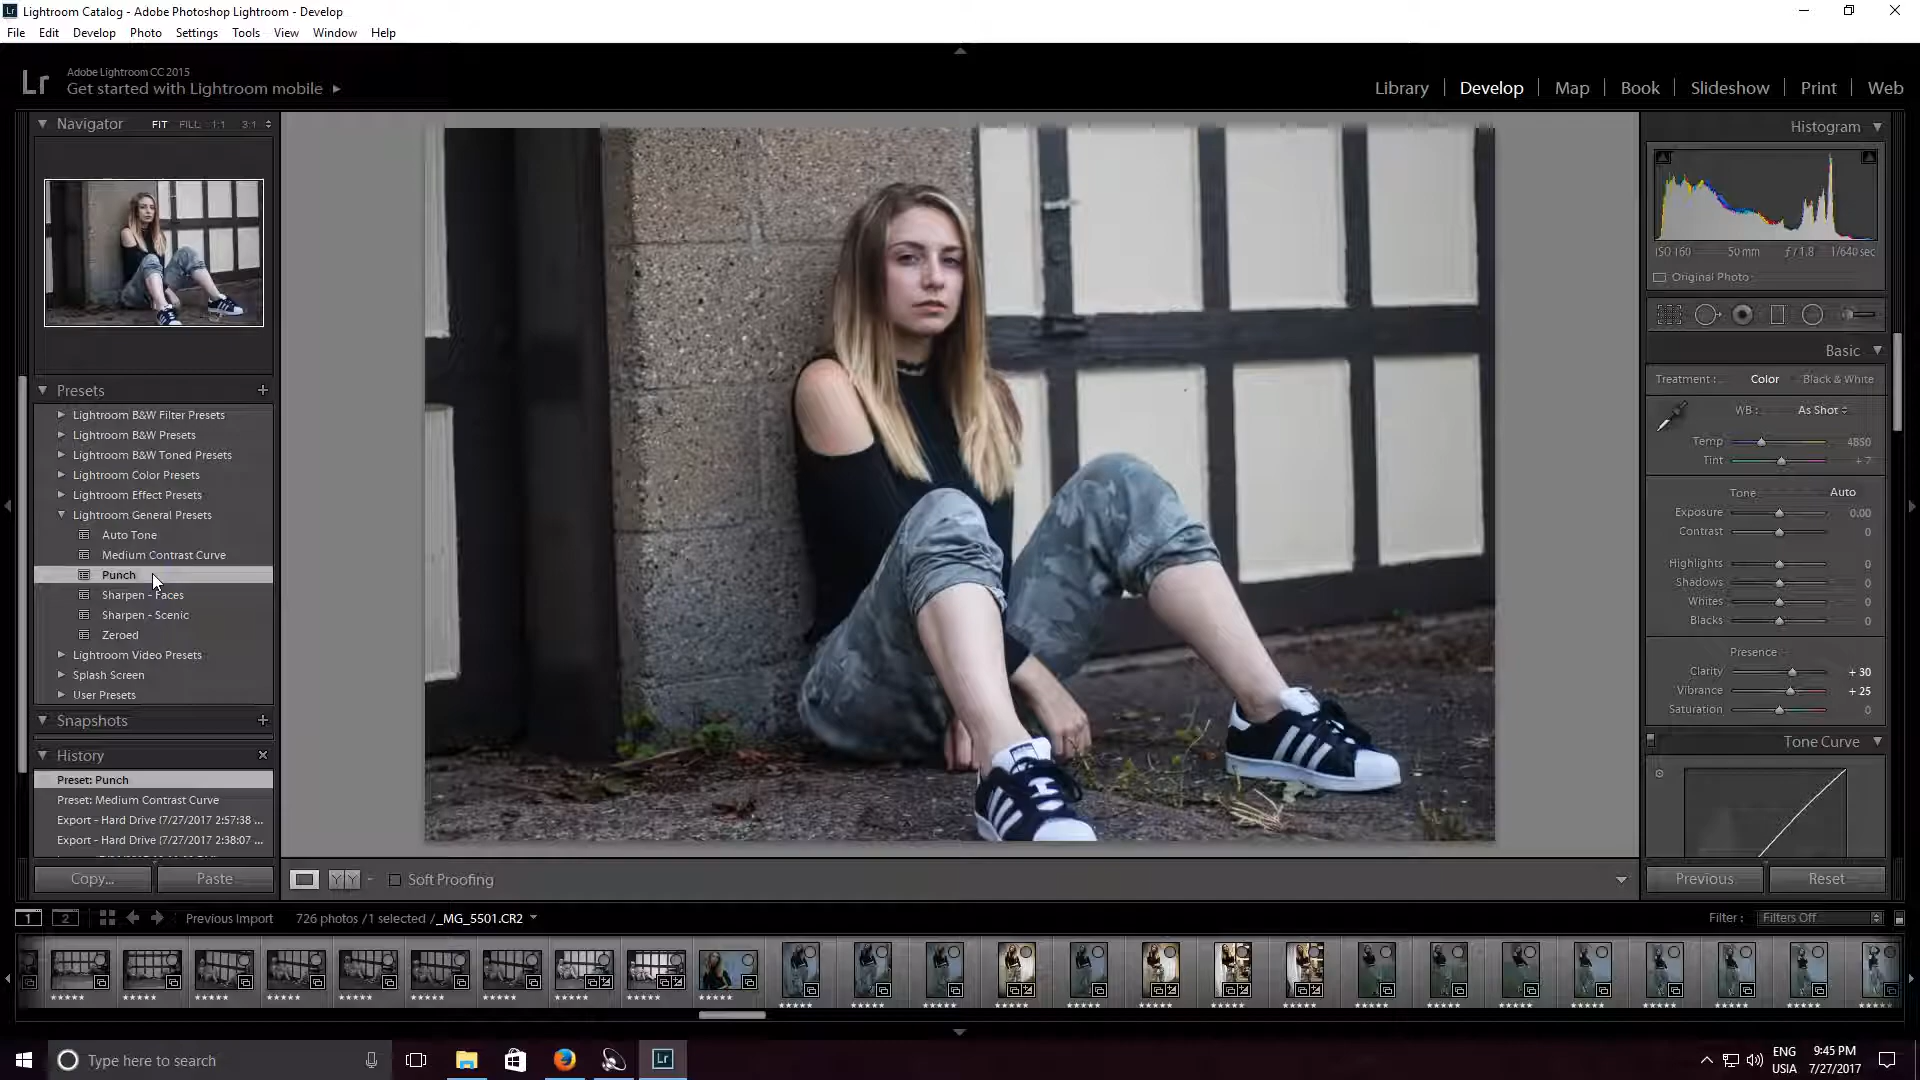 Lightroom Catalog - Adobe Photoshop Lightroom - Develop
File Edit Develop Photo Settings Tools View Window Help
Lr Adobe Lightroom CC 2015
Get started with Lightroom mobile
Library Develop Map Book Slideshow Print Web
Navigator FIT FILL 1:1 3:1
Presets
Lightroom B&W Filter Presets
Lightroom B&W Presets
Lightroom B&W Toned Presets
Lightroom Color Presets
Lightroom Effect Presets
Lightroom General Presets
Auto Tone
Medium Contrast Curve
Punch
Sharpen - Faces
Sharpen - Scenic
Zeroed
Lightroom Video Presets
Splash Screen
User Presets
Snapshots
History
Preset: Punch
Preset: Medium Contrast Curve
Export - Hard Drive (7/27/2017 2:57:38 ...
Export - Hard Drive (7/27/2017 2:38:07 ...
Copy... Paste
Histogram
ISO 160 50 mm ƒ / 1.8 1/640 sec
Original Photo
Basic
Treatment : Color Black & White
WB : As Shot
Temp 4850
Tint + 7
Tone Auto
Exposure 0.00
Contrast 0
Highlights 0
Shadows 0
Whites 0
Blacks 0
Presence
Clarity + 30
Vibrance + 25
Saturation 0
Tone Curve
Previous Reset
YY Soft Proofing
1 2 Previous Import 726 photos /1 selected /_MG_5501.CR2 Filter : Filters Off
Type here to search Lr ENG 9:45 PM
USIA 7/27/2017